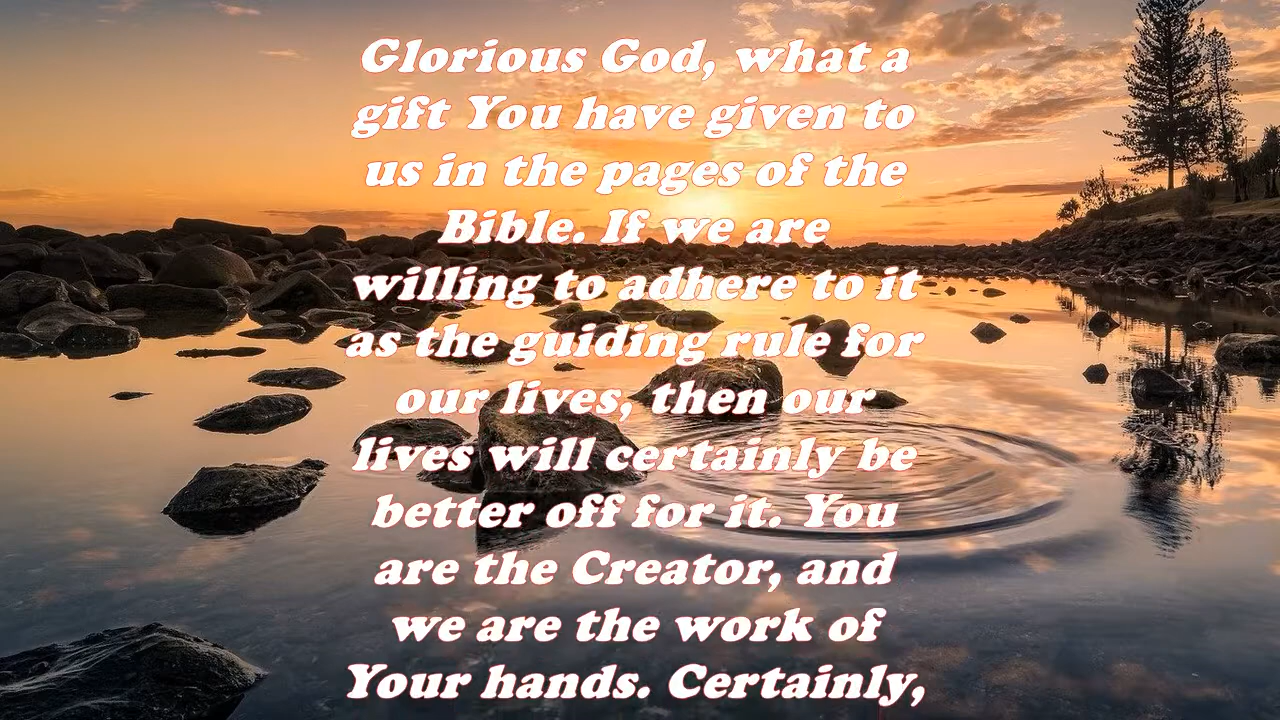 Glorious God, what a
gift You have given to
us in the pages of the
Bible. If we are
willing to adhere to it
as the guiding rule for
our lives, then our
lives will certainly be
better off for it. You
are the Creator, and
we are the work of
Your hands. Certainly,